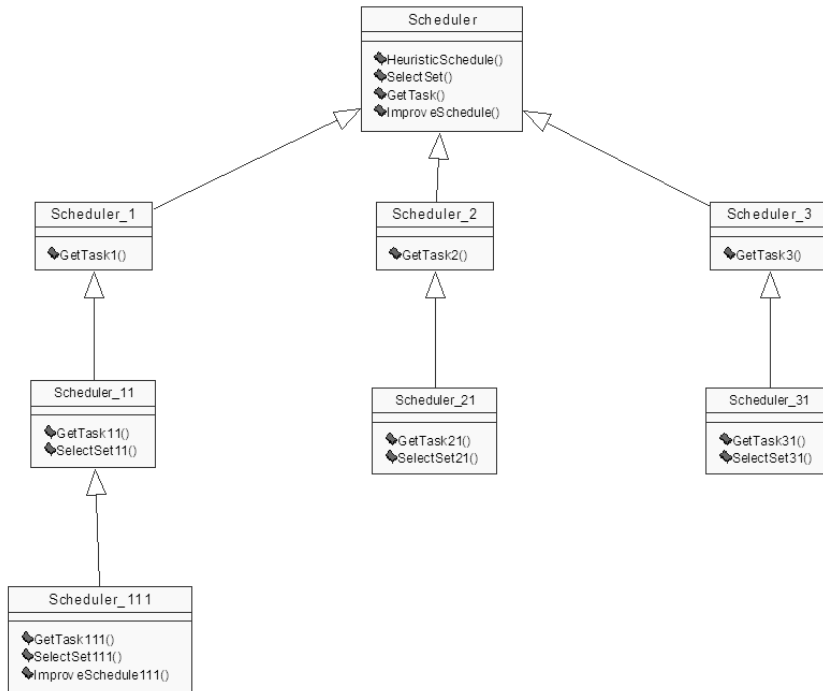 Scheduler
HeuristicSchedule()
SelectSet()
GetTask()
ImproveSchedule()
Scheduler_1
GetTask1()
Scheduler_2
GetTask2()
Scheduler_3
GetTask3()
Scheduler_11
GetTask11()
SelectSet11()
Scheduler_21
GetTask21()
SelectSet21()
Scheduler_31
GetTask31()
SelectSet31()
Scheduler_111
GetTask111()
SelectSet111()
ImproveSchedule111()